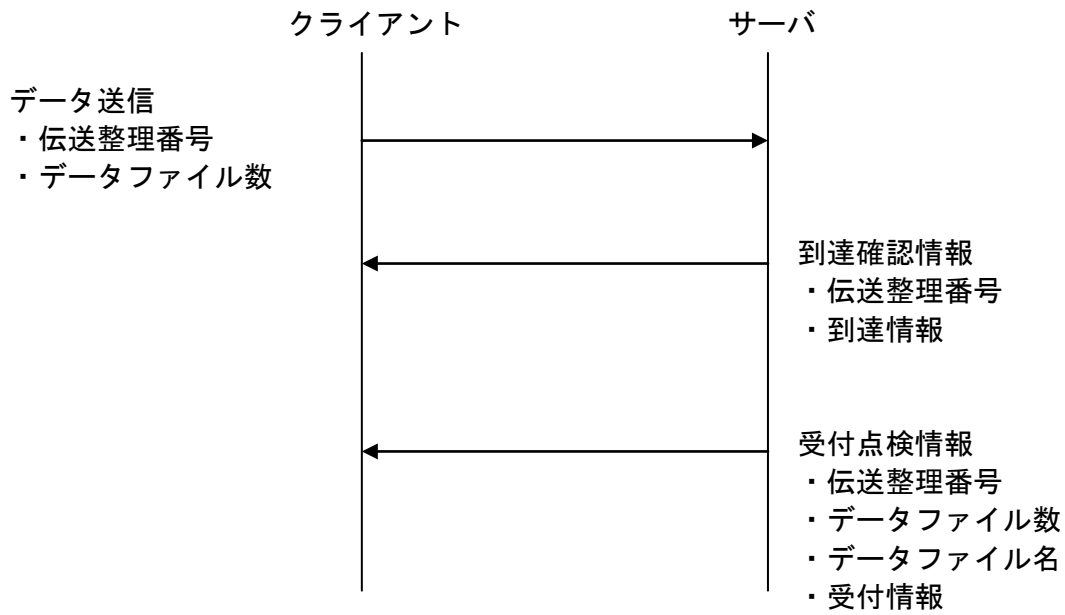 クライアント
サーバ
データ送信
・伝送整理番号
・データファイル数
到達確認情報
・伝送整理番号
・到達情報
受付点検情報
・伝送整理番号
・データファイル数
・データファイル名
・受付情報